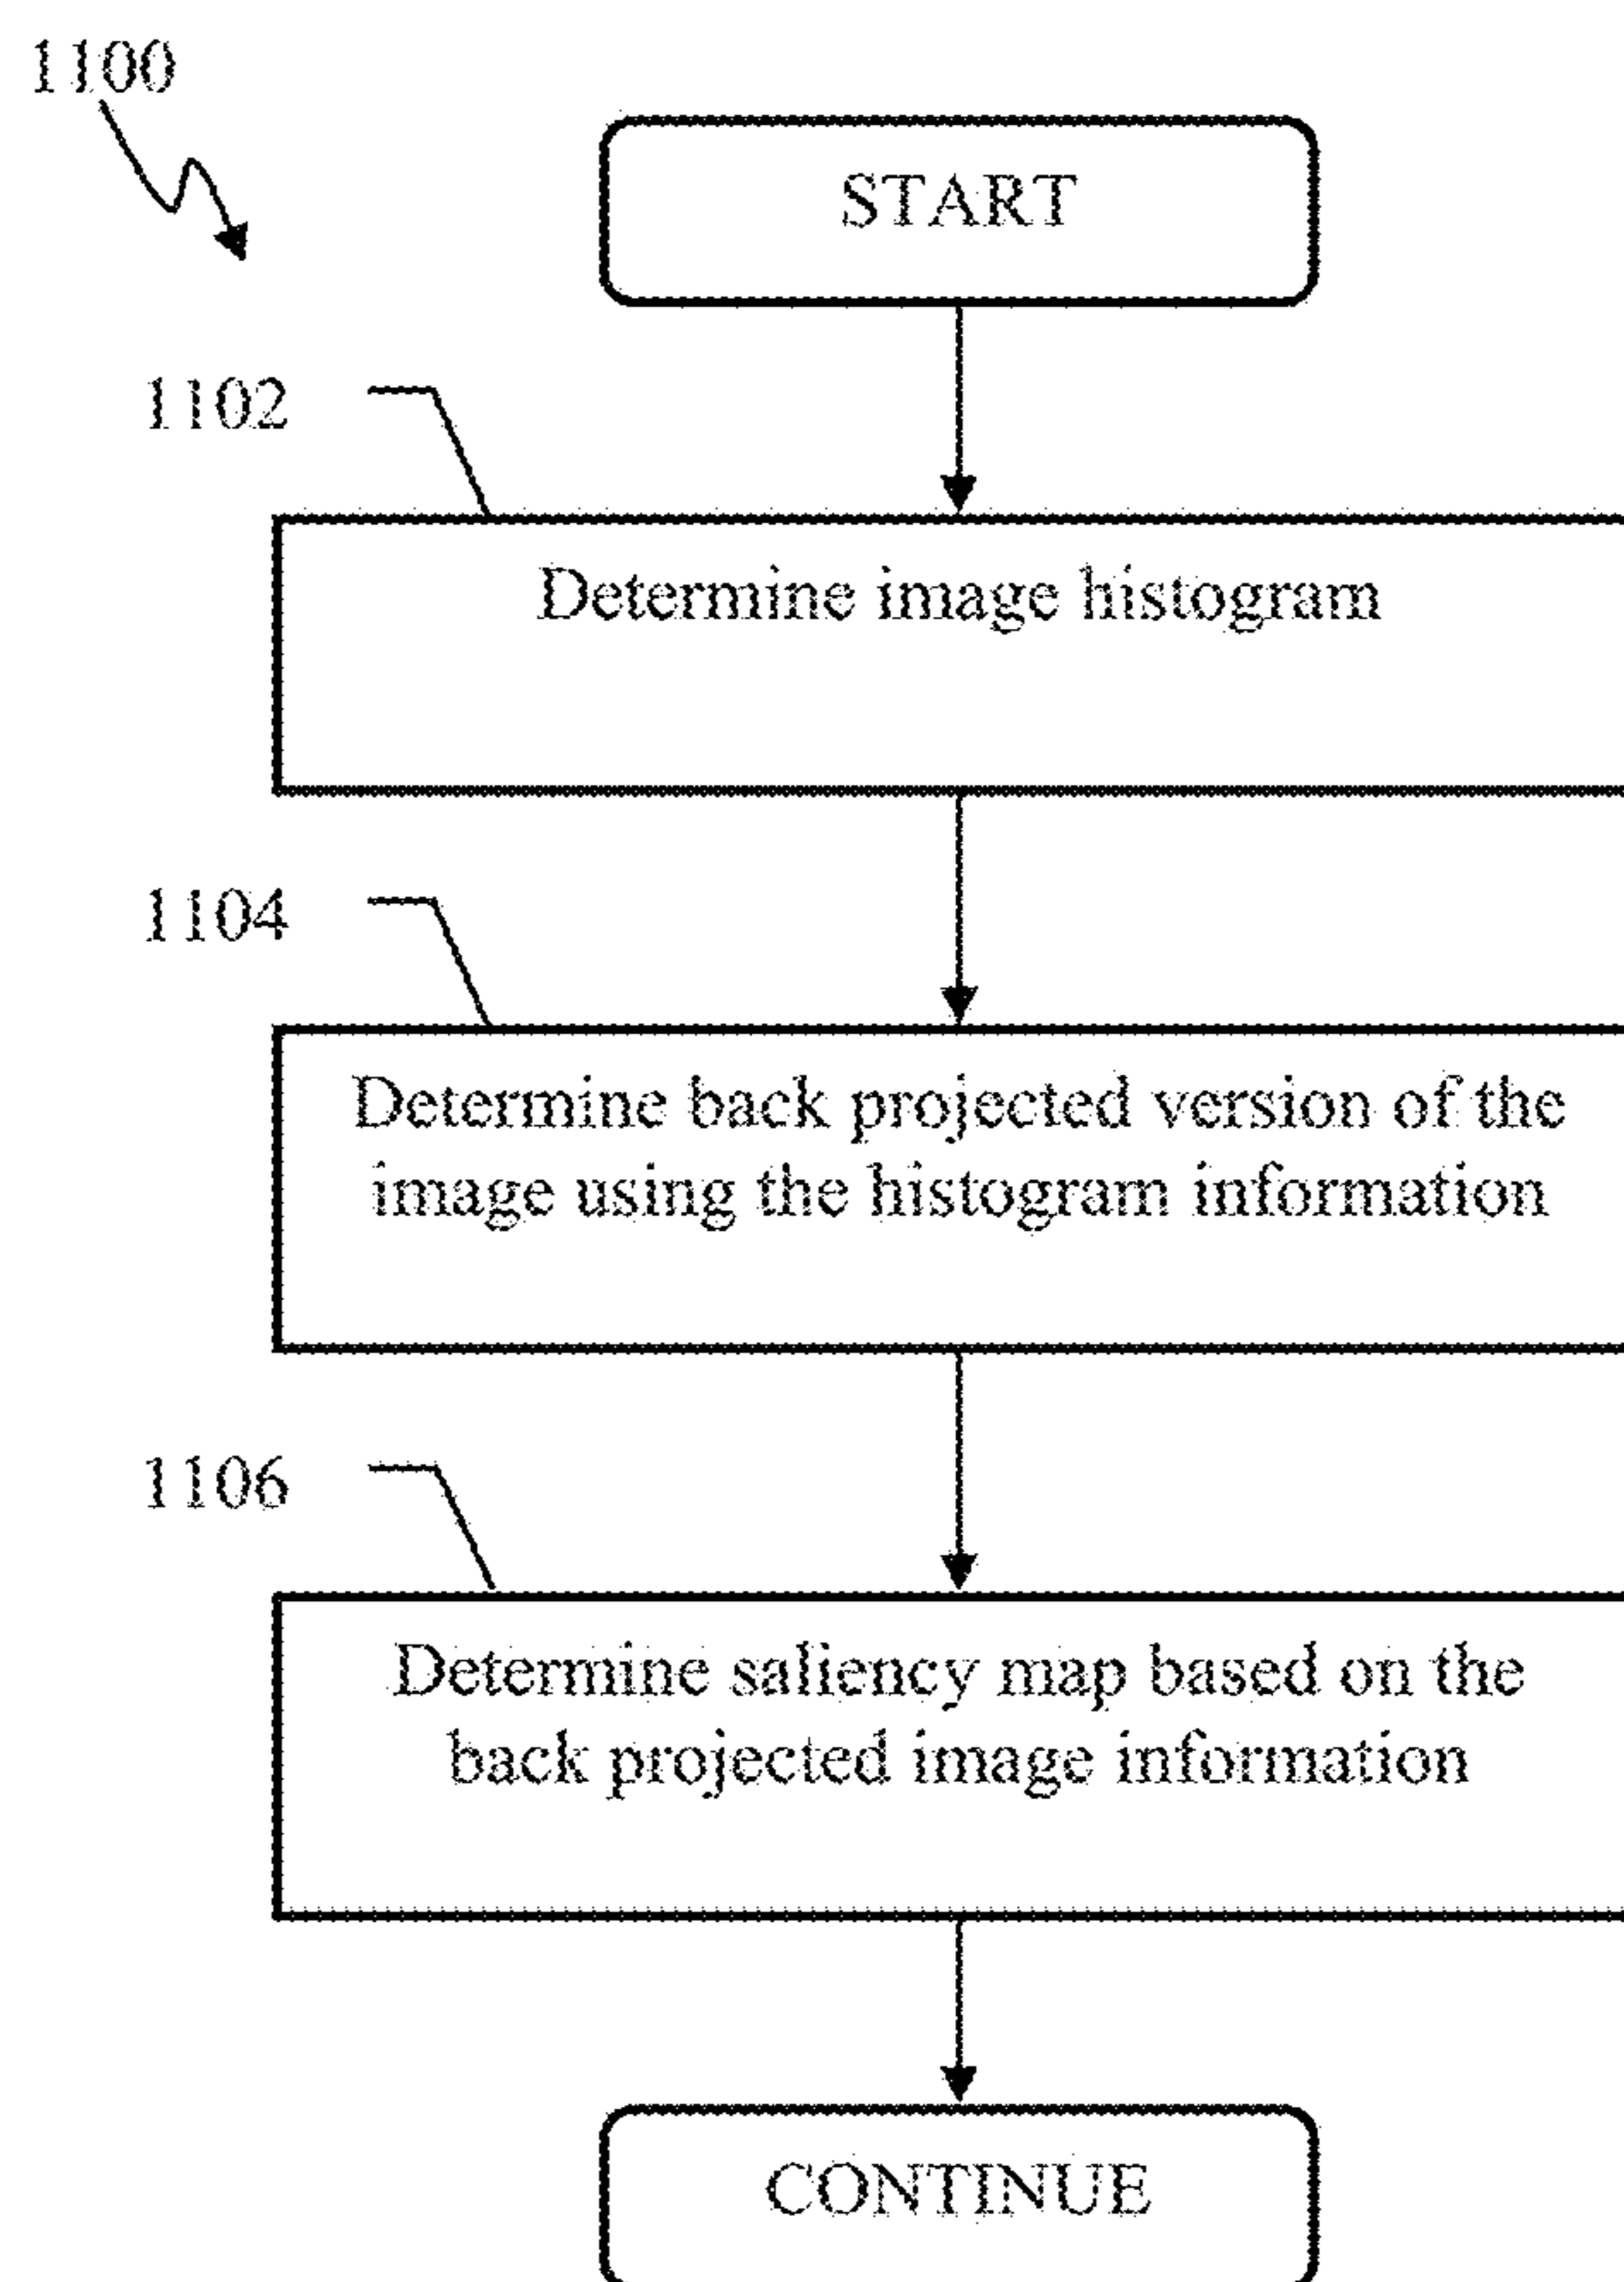 1100
START
1102
Determine image histogram
1104
Determine back projected version of the
image using the histogram information
1106
Determine saliency map based on the
back projected image information
CONTINUE